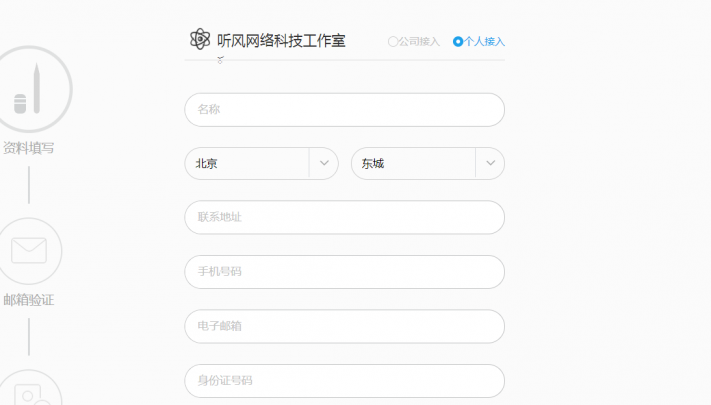 听风网络科技工作室
公司接入 个人接入
名称
资料填写
北京 东城
联系地址
手机号码
邮箱验证
电子邮箱
身份证号码